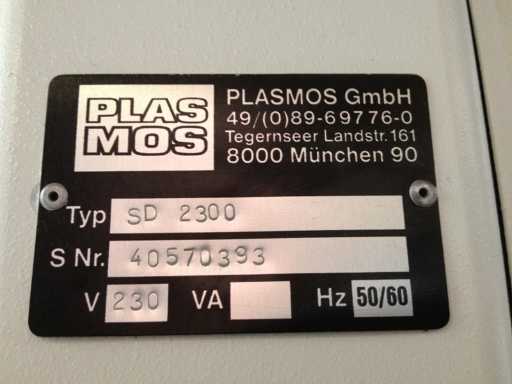 PLAS
MOS
PLASMOS GmbH
49/(0)89-69776-0
Tegernseer Landstr. 161
8000 München 90
Typ SD 2300
S Nr. 40570393
V 230 VA Hz 50/60